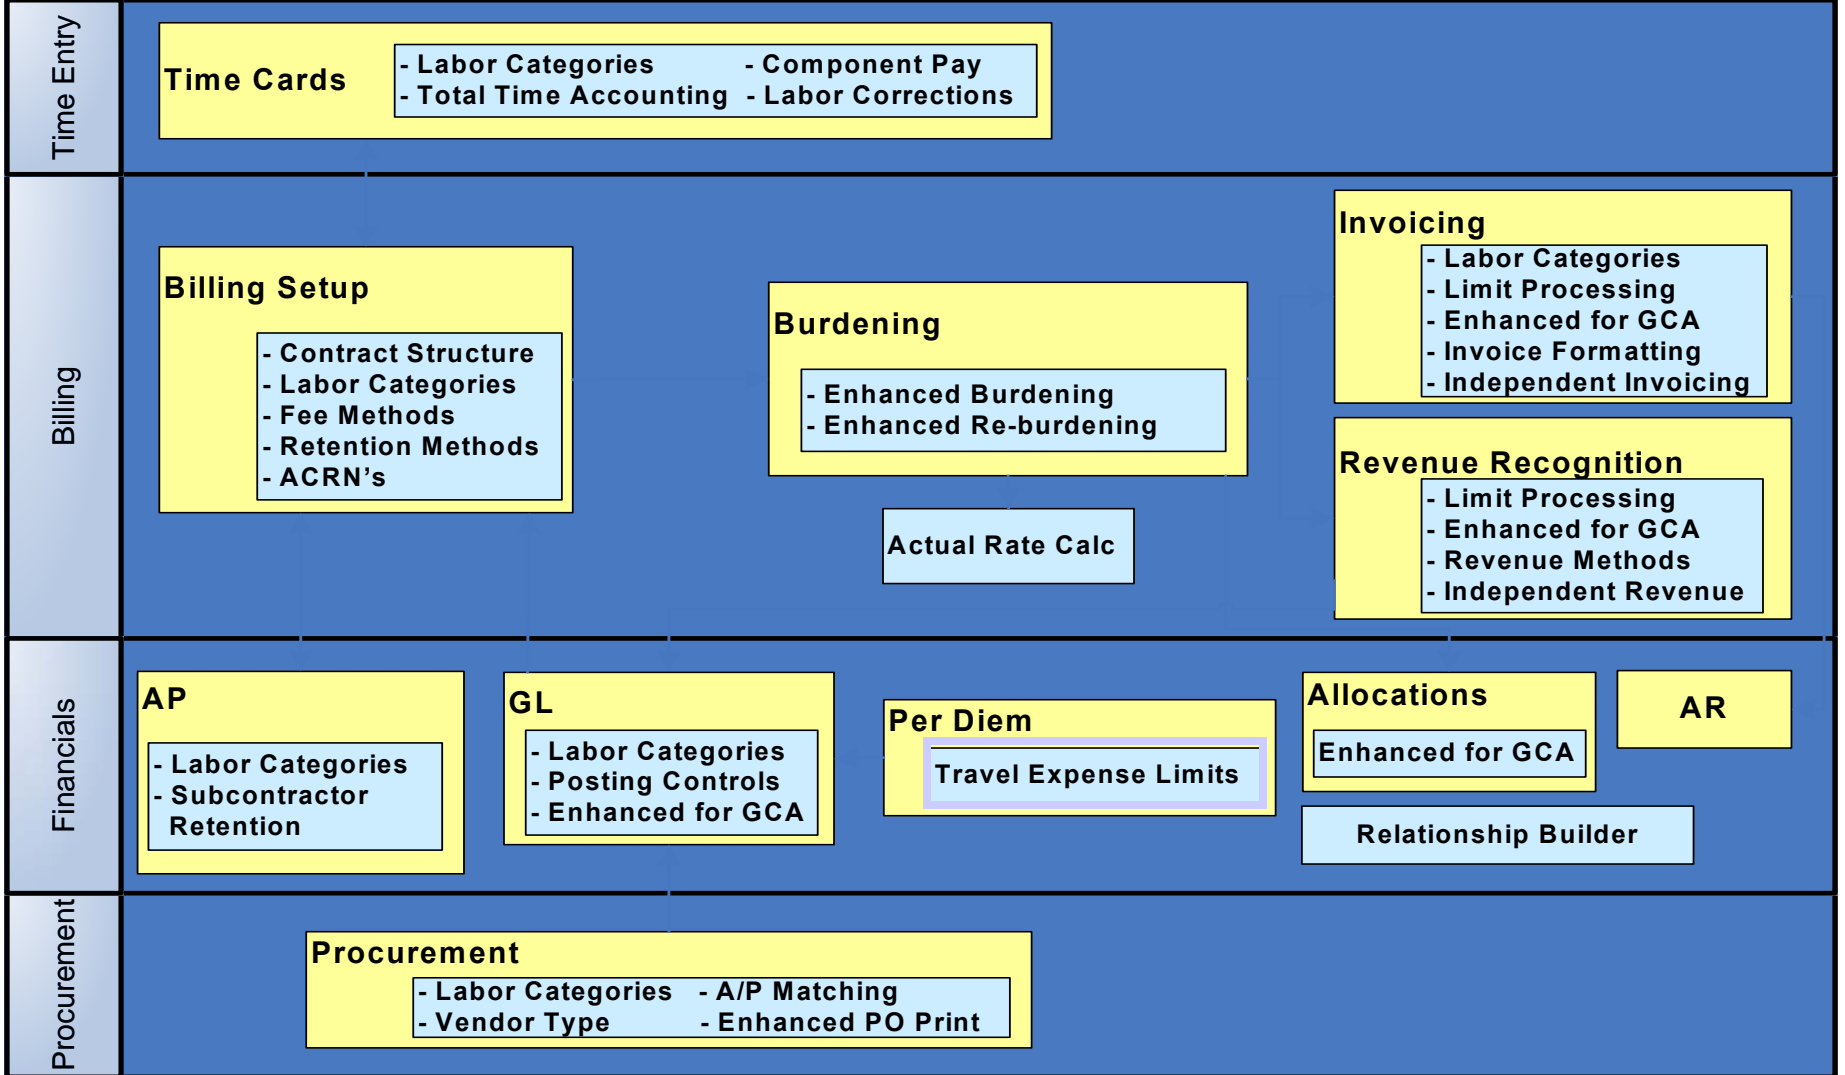 Time Entry
Time Cards
- Labor Categories - Component Pay
- Total Time Accounting - Labor Corrections
Billing
Billing Setup
- Contract Structure
- Labor Categories
- Fee Methods
- Retention Methods
- ACRN's
Burdening
- Enhanced Burdening
- Enhanced Re-burdening
Actual Rate Calc
Invoicing
- Labor Categories
- Limit Processing
- Enhanced for GCA
- Invoice Formatting
- Independent Invoicing
Revenue Recognition
- Limit Processing
- Enhanced for GCA
- Revenue Methods
- Independent Revenue
Financials
AP
- Labor Categories
- Subcontractor
Retention
GL
- Labor Categories
- Posting Controls
- Enhanced for GCA
Per Diem
Travel Expense Limits
Allocations
Enhanced for GCA
AR
Relationship Builder
Procurement
Procurement
- Labor Categories - A/P Matching
- Vendor Type - Enhanced PO Print